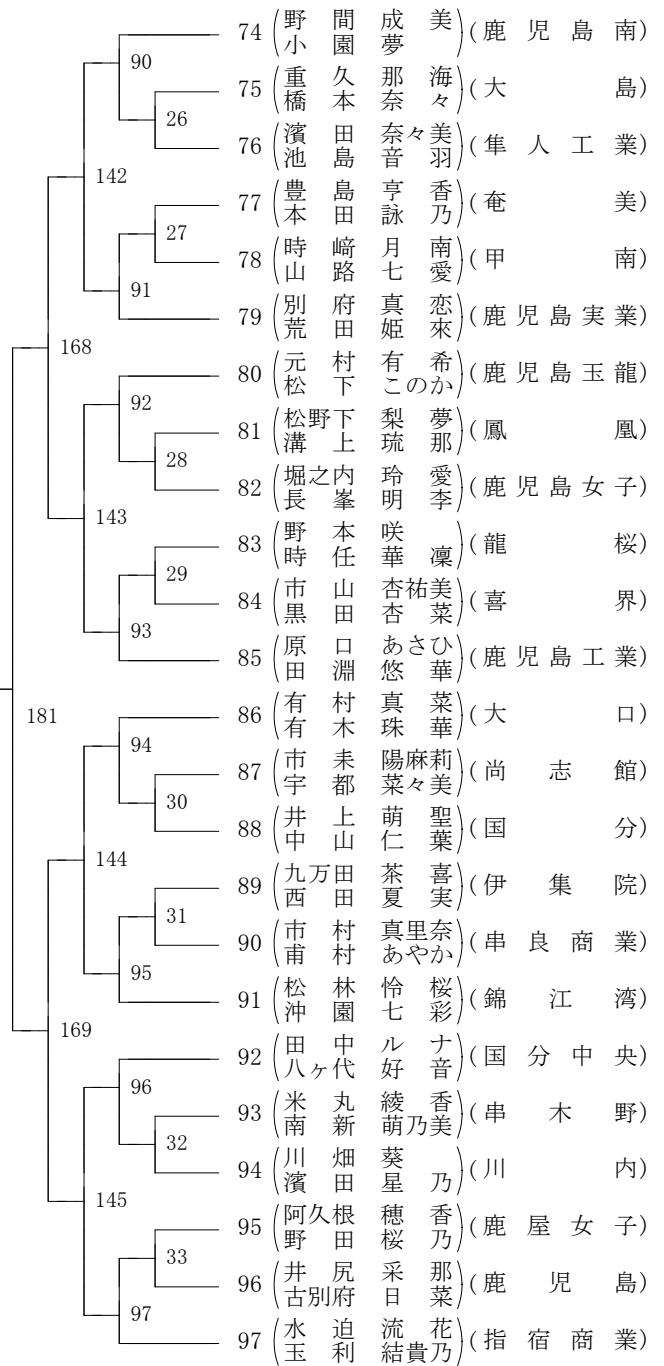 74 (野間成美 小園夢) (鹿児島南)
90
75 (重久那海 橋本奈々) (大島)
26
76 (濱田奈々美 池島音羽) (隼人工業)
142
77 (豊島亨香 本田詠乃) (奄美)
27
78 (時﨑月南 山路七愛) (甲南)
91
79 (別府真恋 荒田姫來) (鹿児島実業)
168
80 (元村有希 松下このか) (鹿児島玉龍)
92
81 (松野下梨夢 溝上琉那) (鳳凰)
28
82 (堀之内玲愛 長峯明李) (鹿児島女子)
143
83 (野本咲 時任華凜) (龍桜)
29
84 (市山杏祐美 黒田杏菜) (喜界)
93
85 (原口あさひ 田淵悠華) (鹿児島工業)
181
86 (有村真菜 有木珠華) (大口)
94
87 (市耒陽麻莉 宇都菜々美) (尚志館)
30
88 (井上萌聖 中山仁葉) (国分)
144
89 (九万田茶喜 西田夏実) (伊集院)
31
90 (市村真里奈 甫村あやか) (串良商業)
95
91 (松林怜桜 沖園七彩) (錦江湾)
169
92 (田中ルナ 八ヶ代好音) (国分中央)
96
93 (米丸綾香 南新萌乃美) (串木野)
32
94 (川畑葵 濱田星乃) (川内)
145
95 (阿久根穂香 野田桜乃) (鹿屋女子)
33
96 (井尻采那 古別府日菜) (鹿児島)
97
97 (水迫流花 玉利結貴乃) (指宿商業)